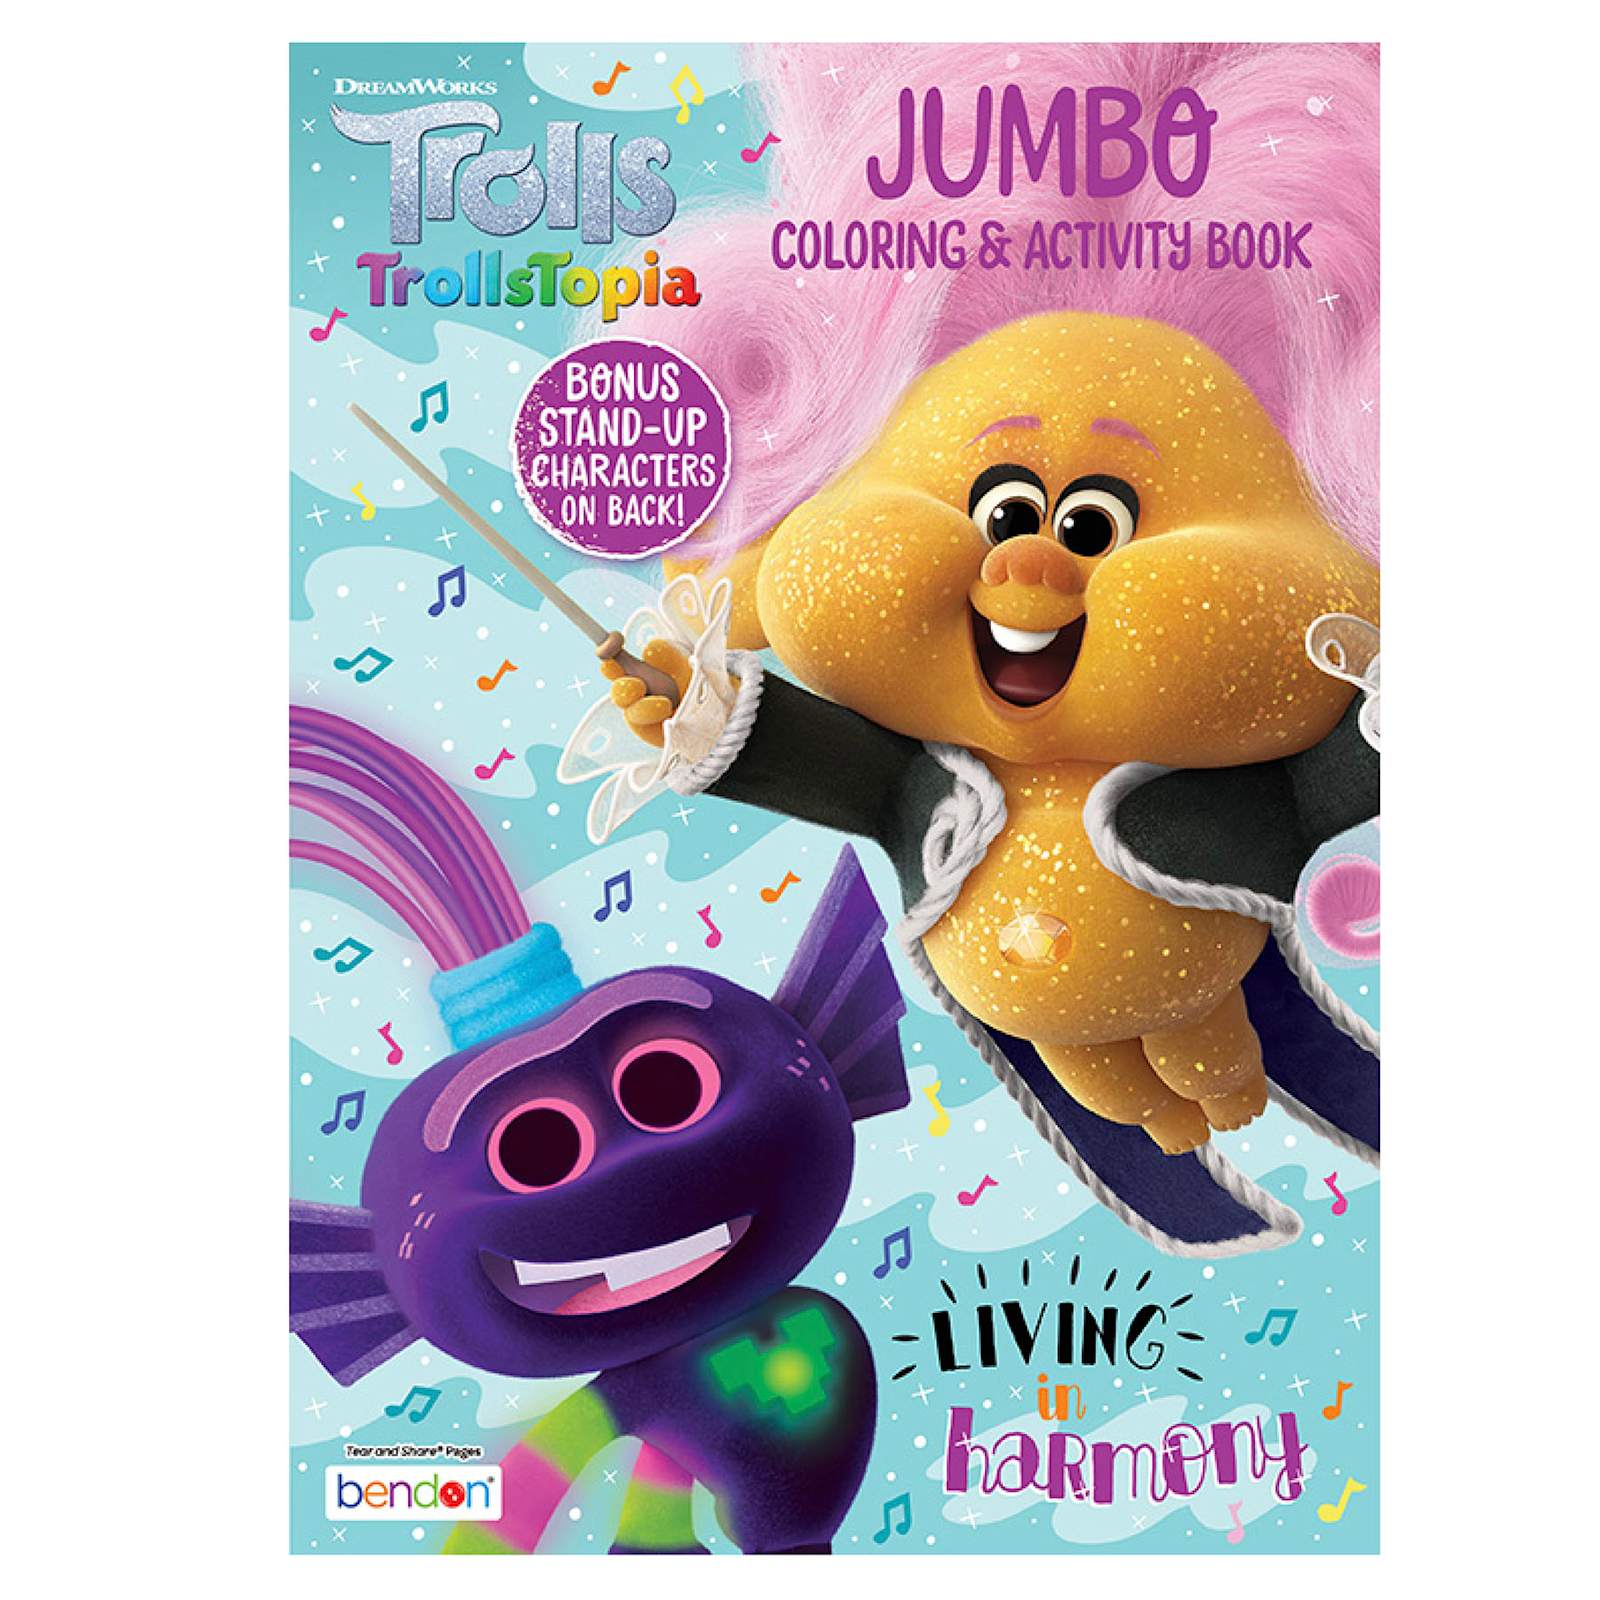 DREAMWORKS
Trolls
TrollsTopia
JUMBO
COLORING & ACTIVITY BOOK
BONUS
STAND-UP
CHARACTERS
ON BACK!
LIVING
in
harmony
Tear and Share® Pages
bendon®